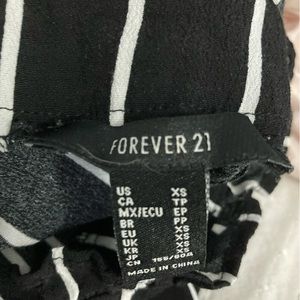 FOREVER 21
US XS
CA TP
MX/ECU EP
BR PP
EU XS
UK XS
KR XS
JP
CN 155/80A
MADE IN CHINA